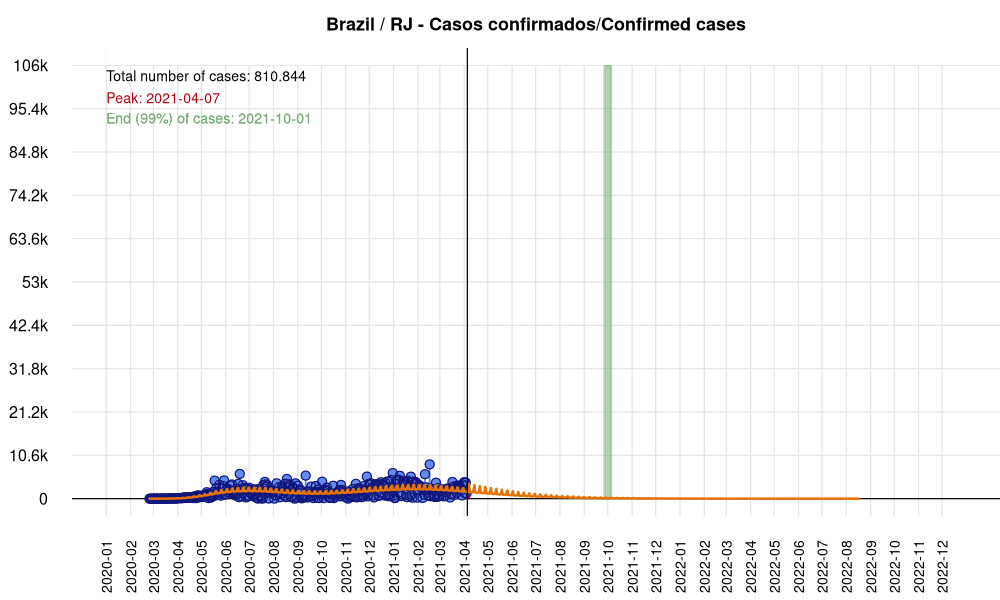 Brazil / RJ - Casos confirmados/Confirmed cases
106k
Total number of cases: 810.844
Peak: 2021-04-07
95.4k
End (99%) of cases: 2021-10-01
84.8k
74.2k
63.6k
53k
42.4k
31.8k
21.2k
10.6k
0
2020-01
2020-02
2020-03
2020-04
2020-05
2020-06
2020-07
2020-08
2020-09
2020-10
2020-11
2020-12
2021-01
2021-02
2021-03
2021-04
2021-05
2021-06
2021-07
2021-08
2021-09
2021-10
2021-11
2021-12
2022-01
2022-02
2022-03
2022-04
2022-05
2022-06
2022-07
2022-08
2022-09
2022-10
2022-11
2022-12